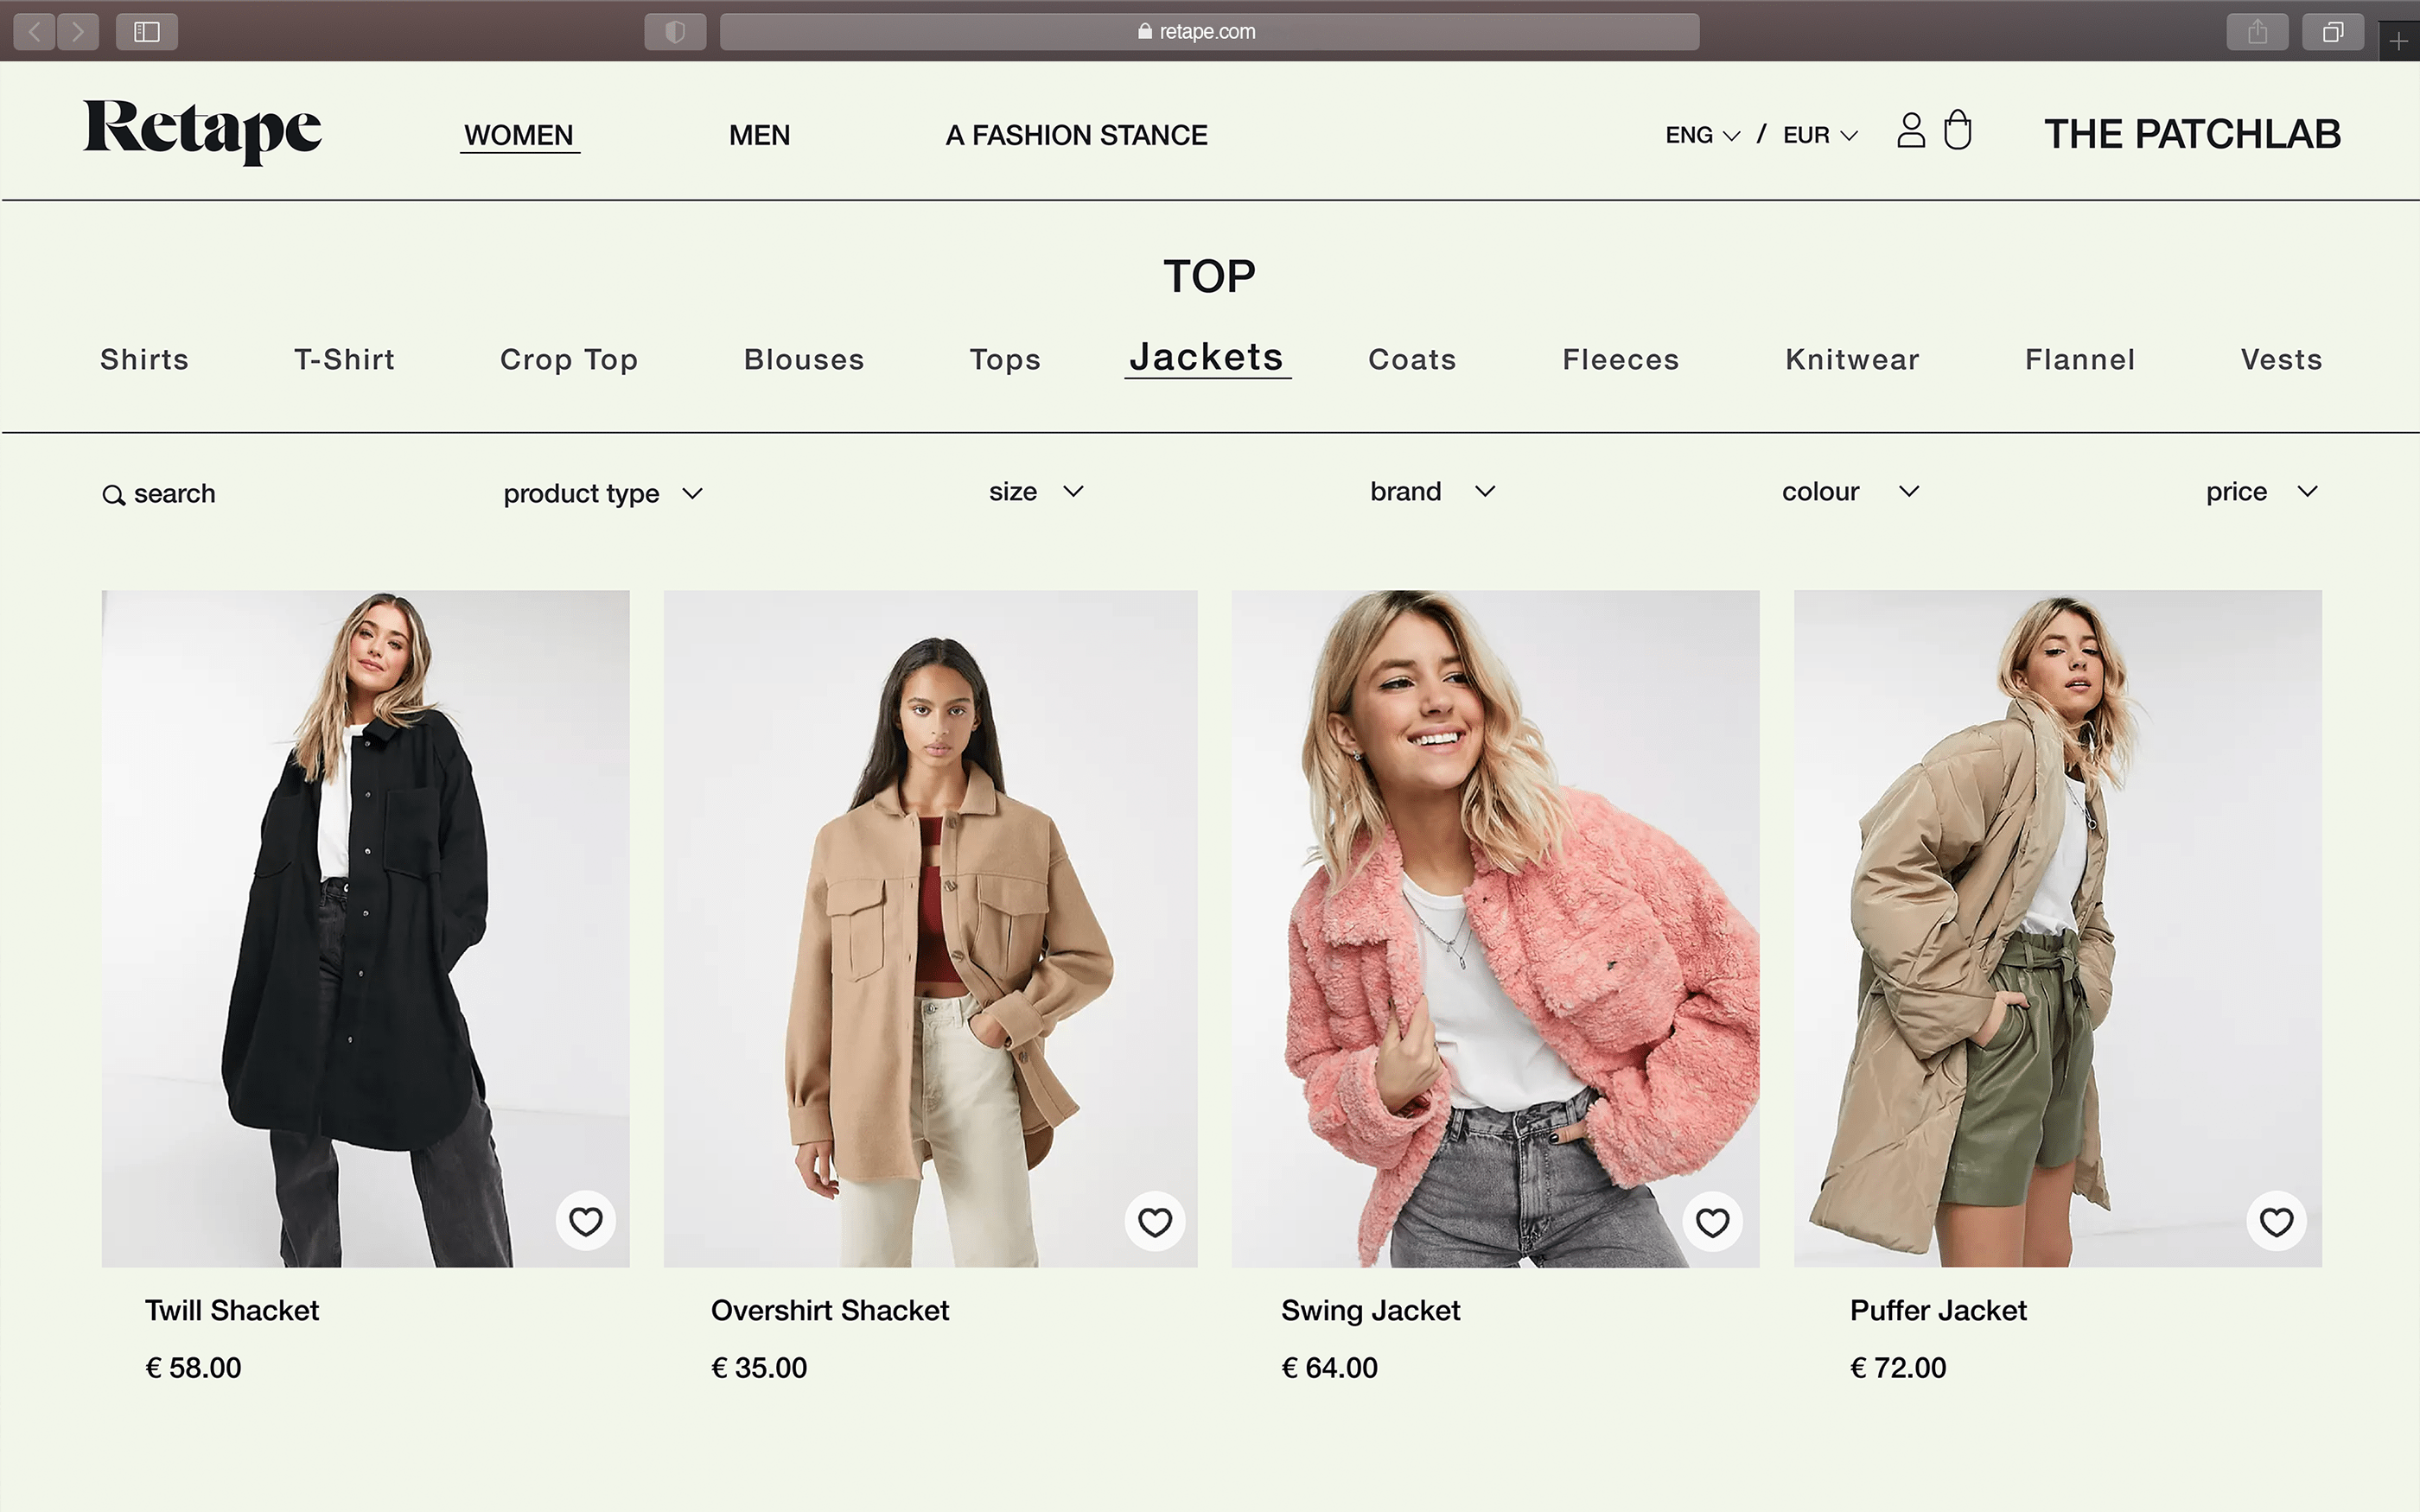 retape.com
Retape WOMEN MEN A FASHION STANCE ENG / EUR THE PATCHLAB
TOP
Shirts T-Shirt Crop Top Blouses Tops Jackets Coats Fleeces Knitwear Flannel Vests
search product type size brand colour price
Twill Shacket Overshirt Shacket Swing Jacket Puffer Jacket
€ 58.00 € 35.00 € 64.00 € 72.00